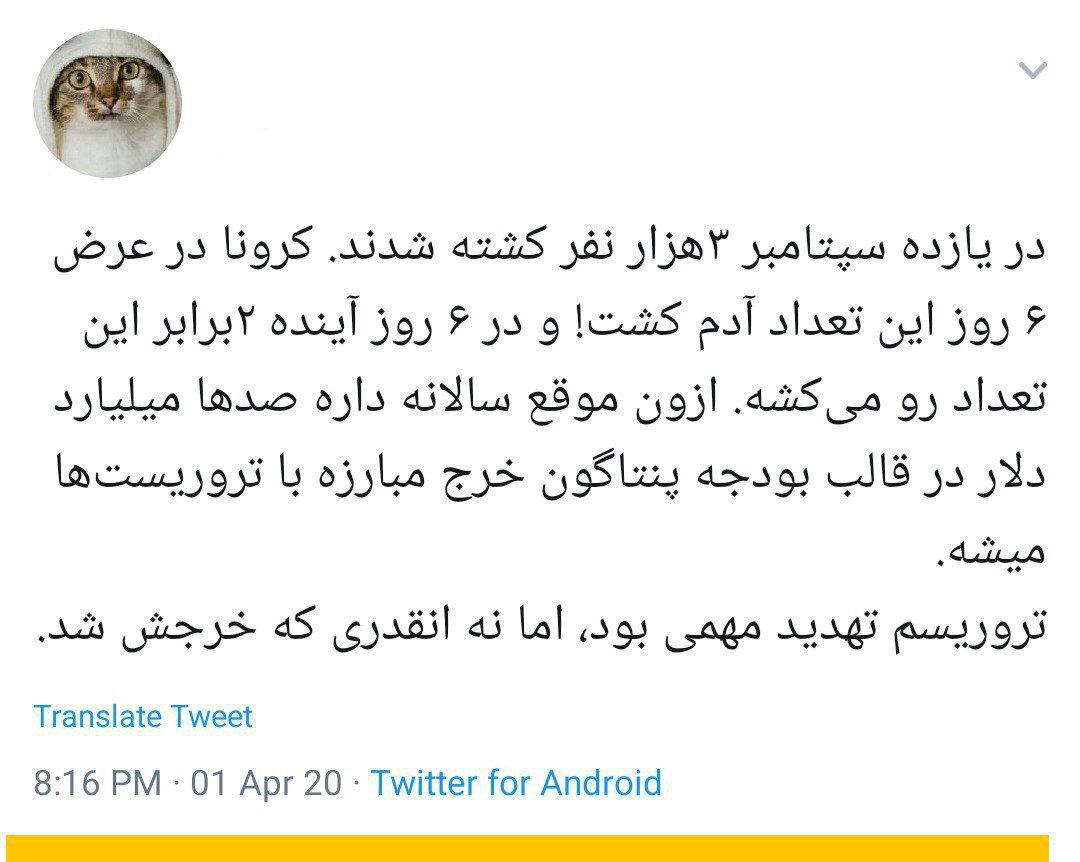 در یازده سپتامبر ۳هزار نفر کشته شدند. کرونا در عرض
۶ روز این تعداد آدم کشت! و در ۶ روز آینده ۲برابر این
تعداد رو می‌کشه. ازون موقع سالانه داره صدها میلیارد
دلار در قالب بودجه پنتاگون خرج مبارزه با تروریست‌ها
میشه.
تروریسم تهدید مهمی بود، اما نه انقدری که خرجش شد.
Translate Tweet
8:16 PM · 01 Apr 20 · Twitter for Android